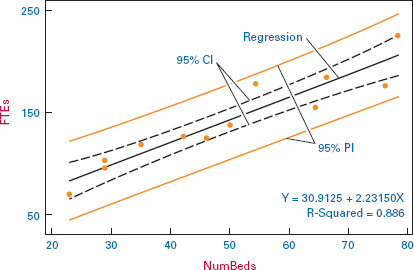 250
Regression
95% CI
150
FTEs
95% PI
Y = 30.9125 + 2.23150X
R-Squared = 0.886
50
20 30 40 50 60 70 80
NumBeds